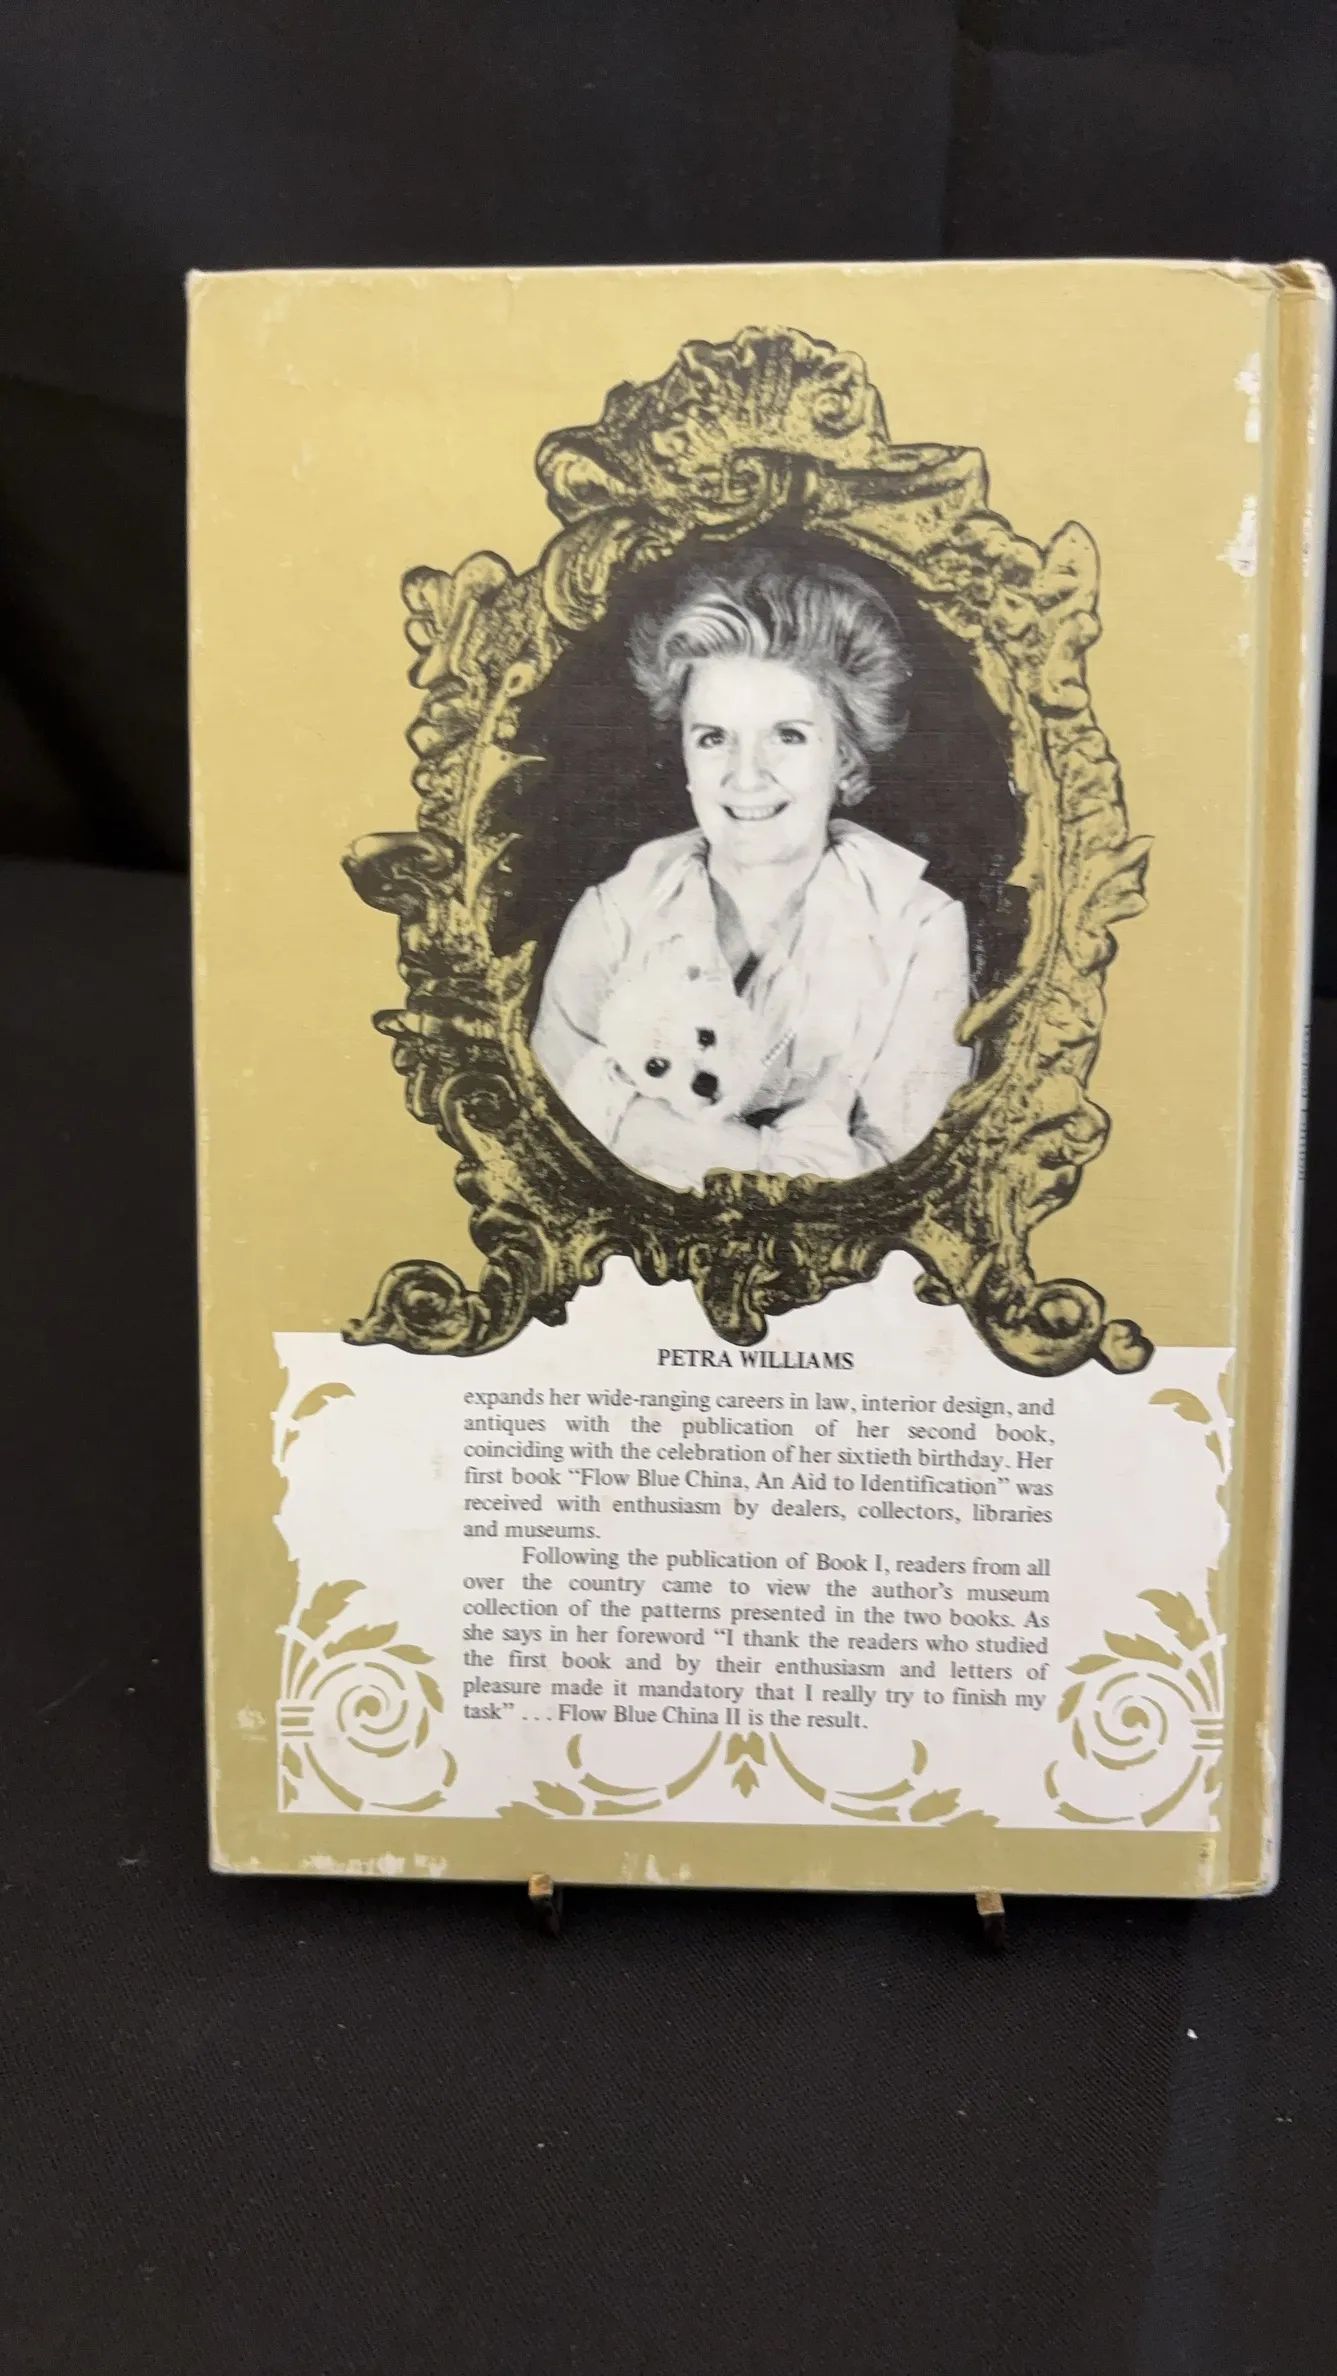 PETRA WILLIAMS
expands her wide-ranging careers in law, interior design, and
antiques with the publication of her second book,
coinciding with the celebration of her sixtieth birthday. Her
first book “Flow Blue China, An Aid to Identification” was
received with enthusiasm by dealers, collectors, libraries
and museums.
Following the publication of Book I, readers from all
over the country came to view the author’s museum
collection of the patterns presented in the two books. As
she says in her foreword “I thank the readers who studied
the first book and by their enthusiasm and letters of
pleasure made it mandatory that I really try to finish my
task” . . . Flow Blue China II is the result.